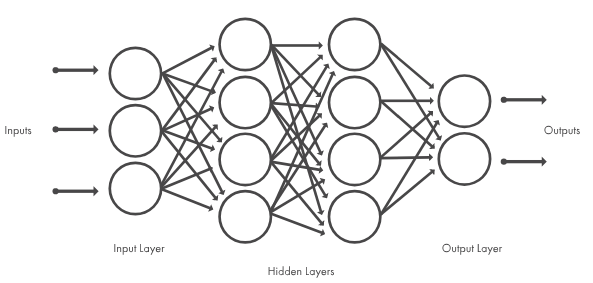 Inputs
Outputs
Input Layer
Output Layer
Hidden Layers